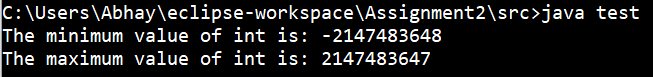 C:\Users\Abhay\eclipse-workspace\Assignment2\src>java test
The minimum value of int is: -2147483648
The maximum value of int is: 2147483647